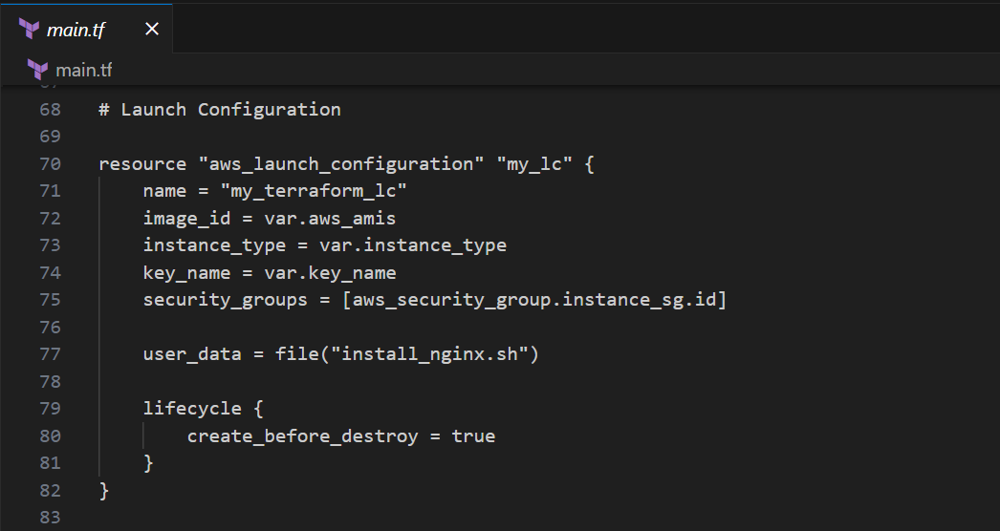 main.tf
main.tf
68 # Launch Configuration
69
70 resource "aws_launch_configuration" "my_lc" {
71     name = "my_terraform_lc"
72     image_id = var.aws_amis
73     instance_type = var.instance_type
74     key_name = var.key_name
75     security_groups = [aws_security_group.instance_sg.id]
76
77     user_data = file("install_nginx.sh")
78
79     lifecycle {
80         create_before_destroy = true
81     }
82 }
83